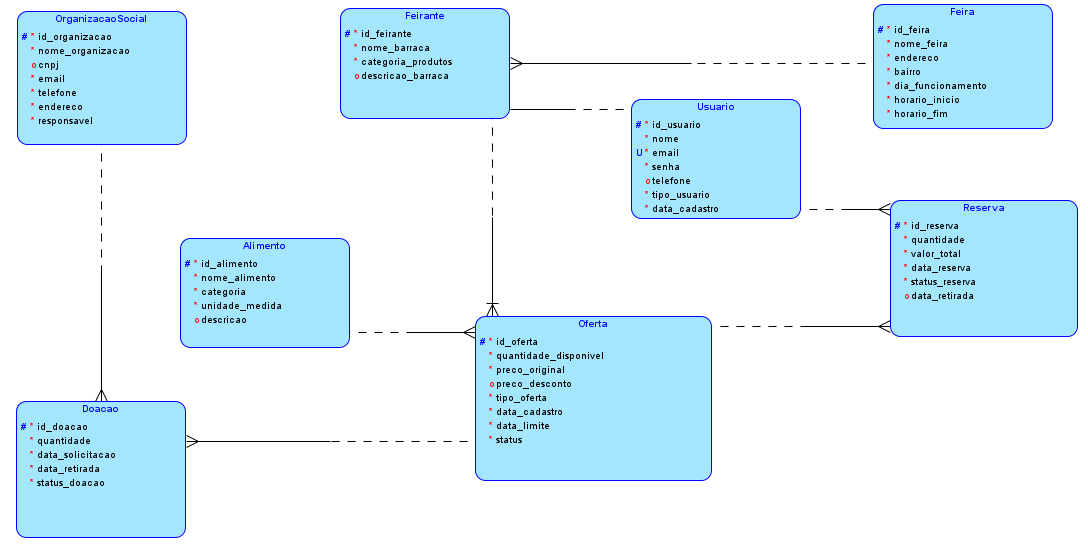 OrganizacaoSocial
# * id_organizacao
* nome_organizacao
o cnpj
* email
* telefone
* endereco
* responsavel
Feirante
# * id_feirante
* nome_barraca
* categoria_produtos
o descricao_barraca
Feira
# * id_feira
* nome_feira
* endereco
* bairro
* dia_funcionamento
* horario_inicio
* horario_fim
Usuario
# * id_usuario
* nome
U * email
* senha
o telefone
* tipo_usuario
* data_cadastro
Reserva
# * id_reserva
* quantidade
* valor_total
* data_reserva
* status_reserva
o data_retirada
Alimento
# * id_alimento
* nome_alimento
* categoria
* unidade_medida
o descricao
Oferta
# * id_oferta
* quantidade_disponivel
* preco_original
o preco_desconto
* tipo_oferta
* data_cadastro
* data_limite
* status
Doacao
# * id_doacao
* quantidade
* data_solicitacao
* data_retirada
* status_doacao